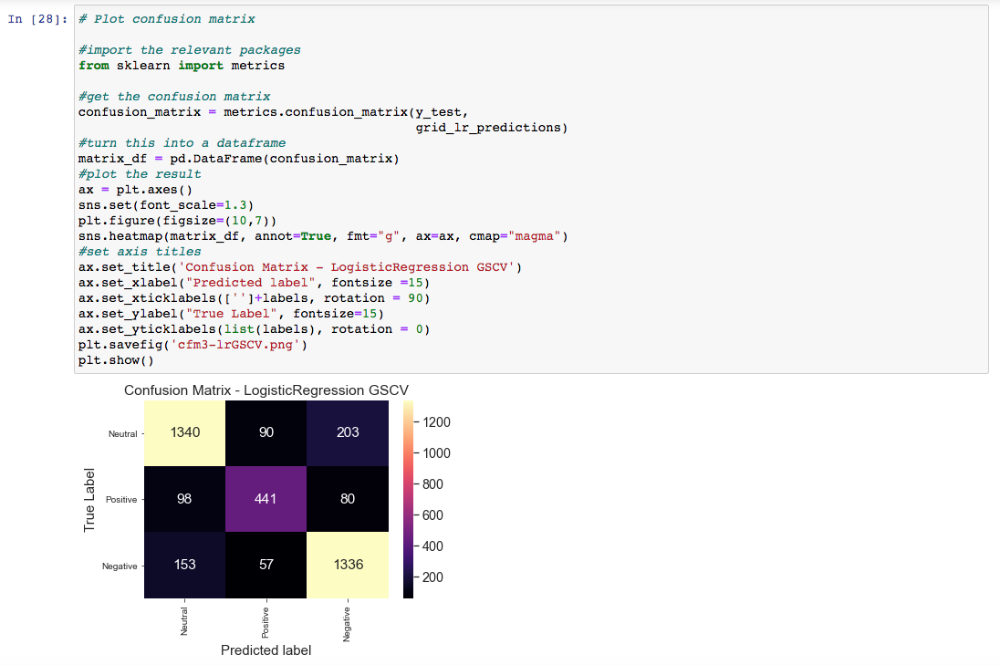 In [28]: # Plot confusion matrix
#import the relevant packages
from sklearn import metrics
#get the confusion matrix
confusion_matrix = metrics.confusion_matrix(y_test,
grid_lr_predictions)
#turn this into a dataframe
matrix_df = pd.DataFrame(confusion_matrix)
#plot the result
ax = plt.axes()
sns.set(font_scale=1.3)
plt.figure(figsize=(10,7))
sns.heatmap(matrix_df, annot=True, fmt="g", ax=ax, cmap="magma")
#set axis titles
ax.set_title('Confusion Matrix - LogisticRegression GSCV')
ax.set_xlabel("Predicted label", fontsize =15)
ax.set_xticklabels(['']+labels, rotation = 90)
ax.set_ylabel("True Label", fontsize=15)
ax.set_yticklabels(list(labels), rotation = 0)
plt.savefig('cfm3-lrGSCV.png')
plt.show()
Confusion Matrix - LogisticRegression GSCV
True Label
Neutral 1340 90 203
Positive 98 441 80
Negative 153 57 1336
Neutral Positive Negative
Predicted label
1200
1000
800
600
400
200